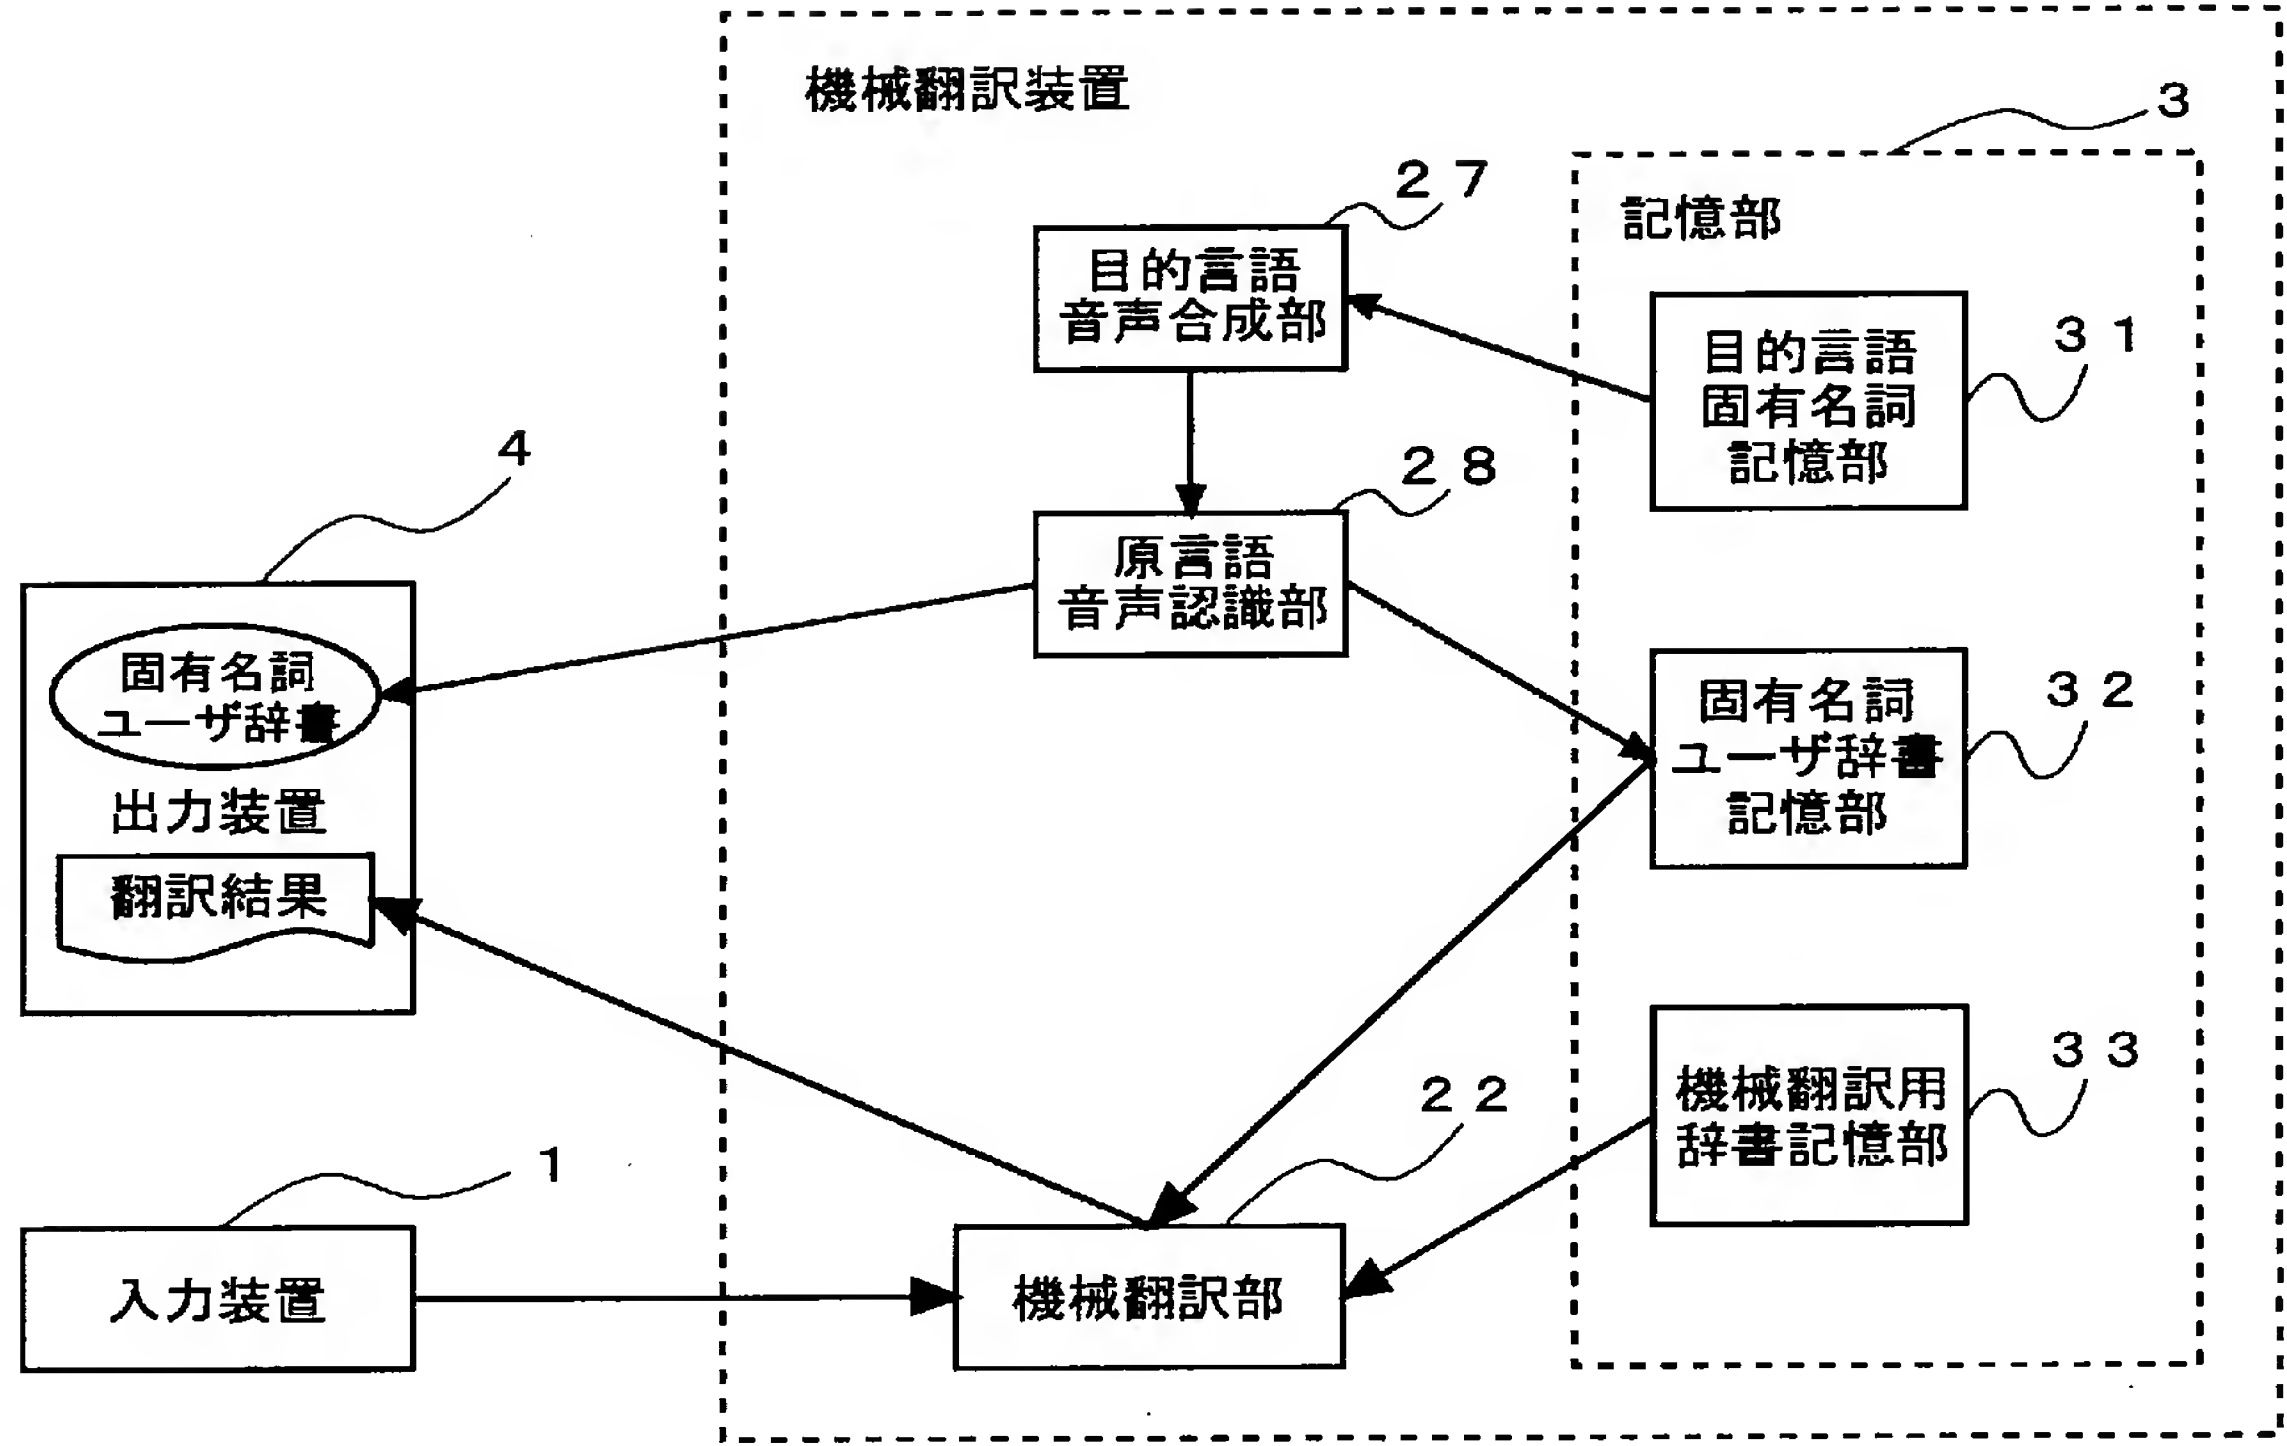 機械翻訳装置
3
27
記憶部
目的言語
音声合成部
31
目的言語
固有名詞
記憶部
4
28
原言語
音声認識部
固有名詞
ユーザ辞書
出力装置
翻訳結果
32
固有名詞
ユーザ辞書
記憶部
33
機械翻訳用
辞書記憶部
22
1
入力装置
機械翻訳部